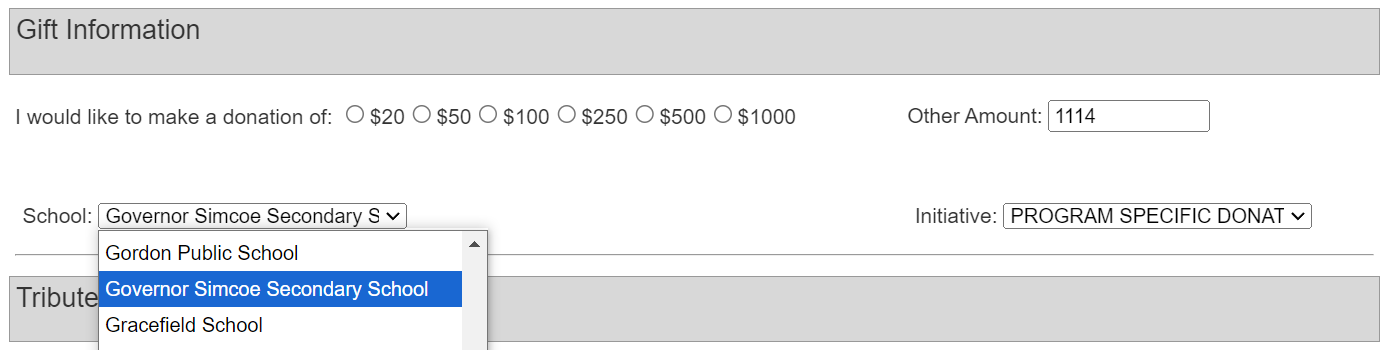 Gift Information
I would like to make a donation of: $20 $50 $100 $250 $500 $1000 Other Amount: 1114
School: Governor Simcoe Secondary S Initiative: PROGRAM SPECIFIC DONAT
Gordon Public School
Governor Simcoe Secondary School
Tribute
Gracefield School